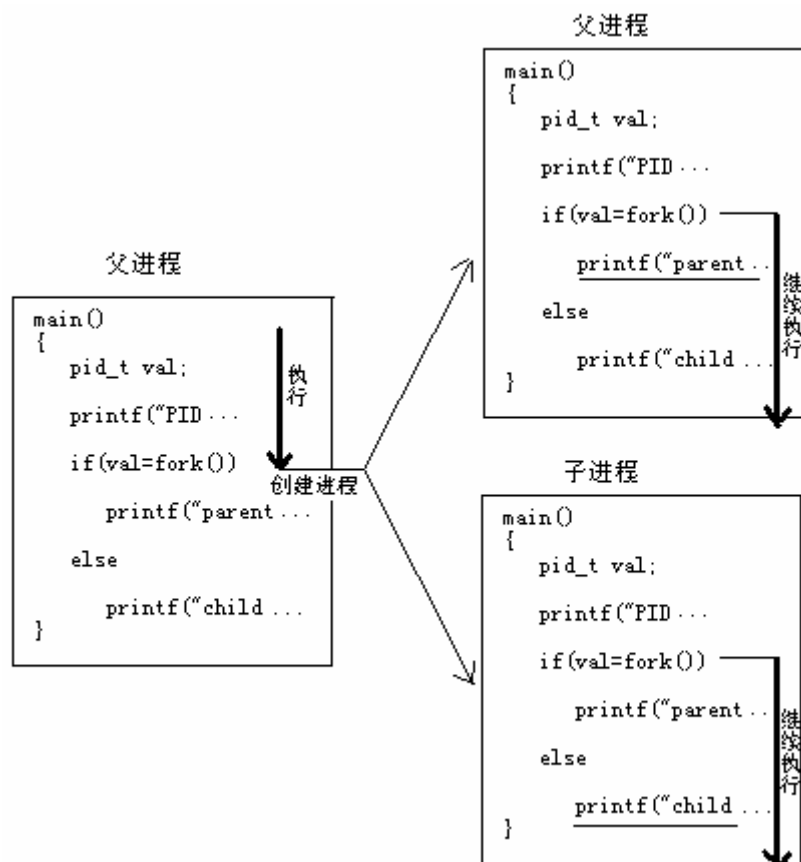 父进程
main()
{
pid_t val;
printf("PID ...
if(val=fork())
printf("parent ...
else
printf("child ...
}
执行
创建进程
父进程
main()
{
pid_t val;
printf("PID ...
if(val=fork())
printf("parent ..
else
printf("child ...
}
继续执行
子进程
main()
{
pid_t val;
printf("PID ...
if(val=fork())
printf("parent ..
else
printf("child ...
}
继续执行